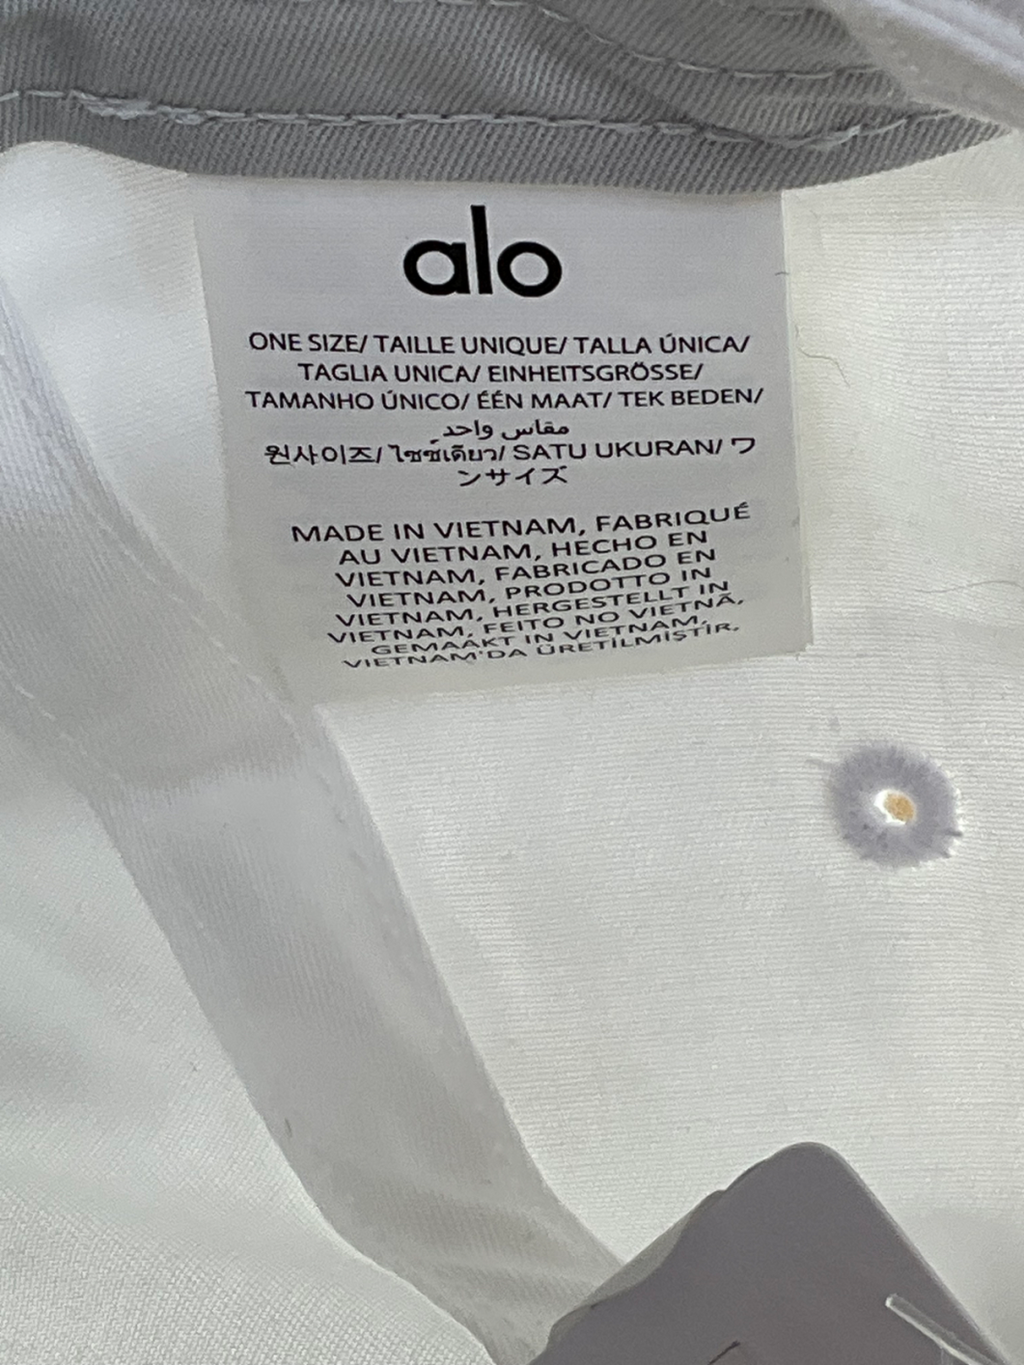 alo
ONE SIZE/ TAILLE UNIQUE/ TALLA ÚNICA/
TAGLIA UNICA/ EINHEITSGRÖSSE/
TAMANHO ÚNICO/ ÉÉN MAAT/ TEK BEDEN/
مقاس واحد
원사이즈/ ไซซ์เดียว/ SATU UKURAN/ ワ
ンサイズ
MADE IN VIETNAM, FABRIQUÉ
AU VIETNAM, HECHO EN
VIETNAM, FABRICADO EN
VIETNAM, PRODOTTO IN
VIETNAM, HERGESTELLT IN
VIETNAM, FEITO NO VIETNÃ,
GEMAAKT IN VIETNAM,
VIETNAM'DA ÜRETİLMİŞTİR.